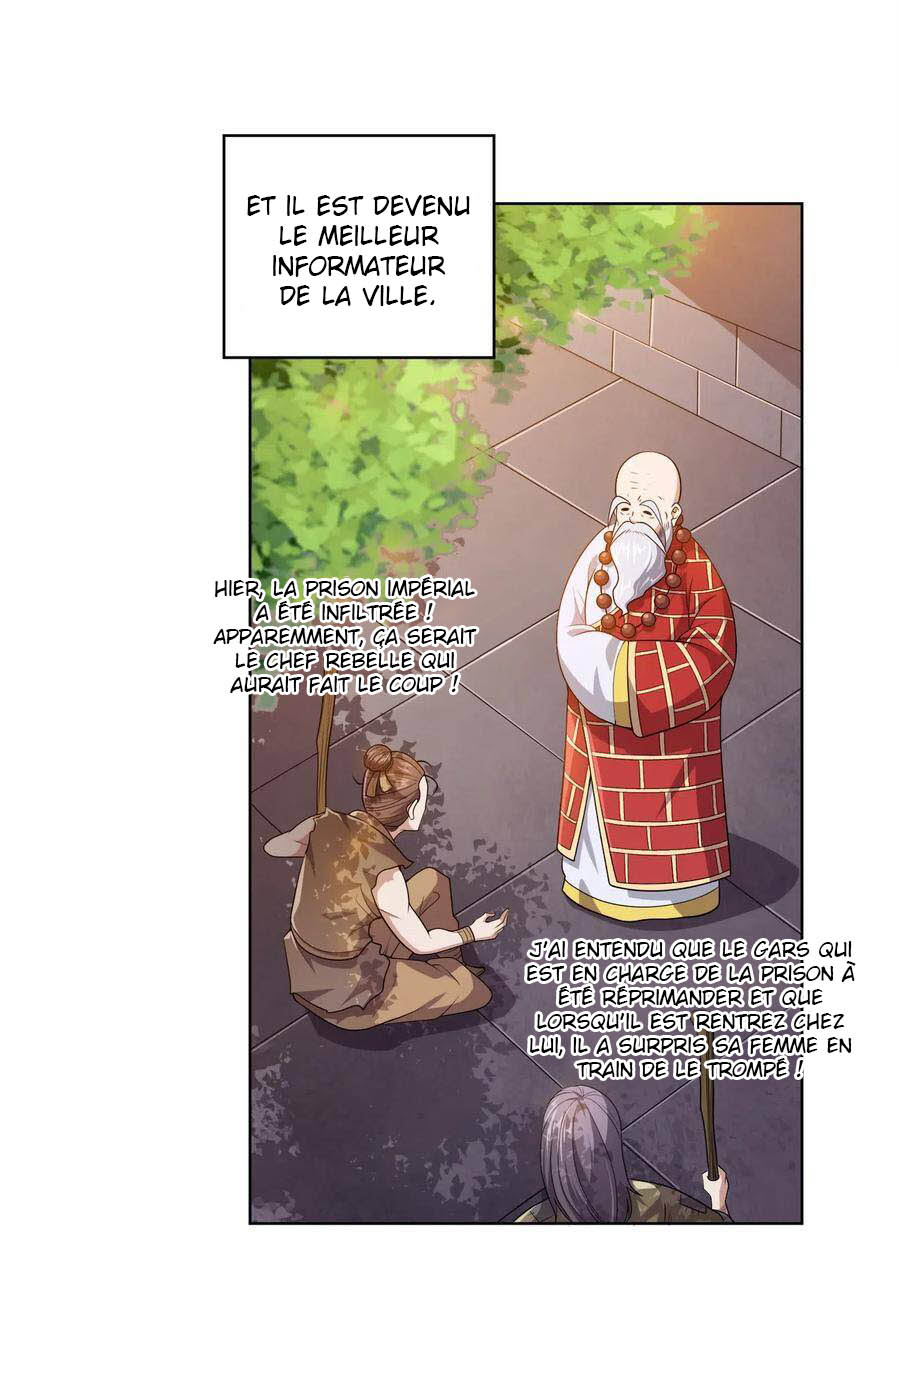 ET IL EST DEVENU
LE MEILLEUR
INFORMATEUR
DE LA VILLE.
HIER, LA PRISON IMPÉRIAL
A ÉTÉ INFILTRÉE !
APPAREMMENT, ÇA SERAIT
LE CHEF REBELLE QUI
AURAIT FAIT LE COUP !
J'AI ENTENDU QUE LE GARS QUI
EST EN CHARGE DE LA PRISON À
ÉTÉ RÉPRIMANDER ET QUE
LORSQU'IL EST RENTREZ CHEZ
LUI, IL A SURPRIS SA FEMME EN
TRAIN DE LE TROMPÉ !